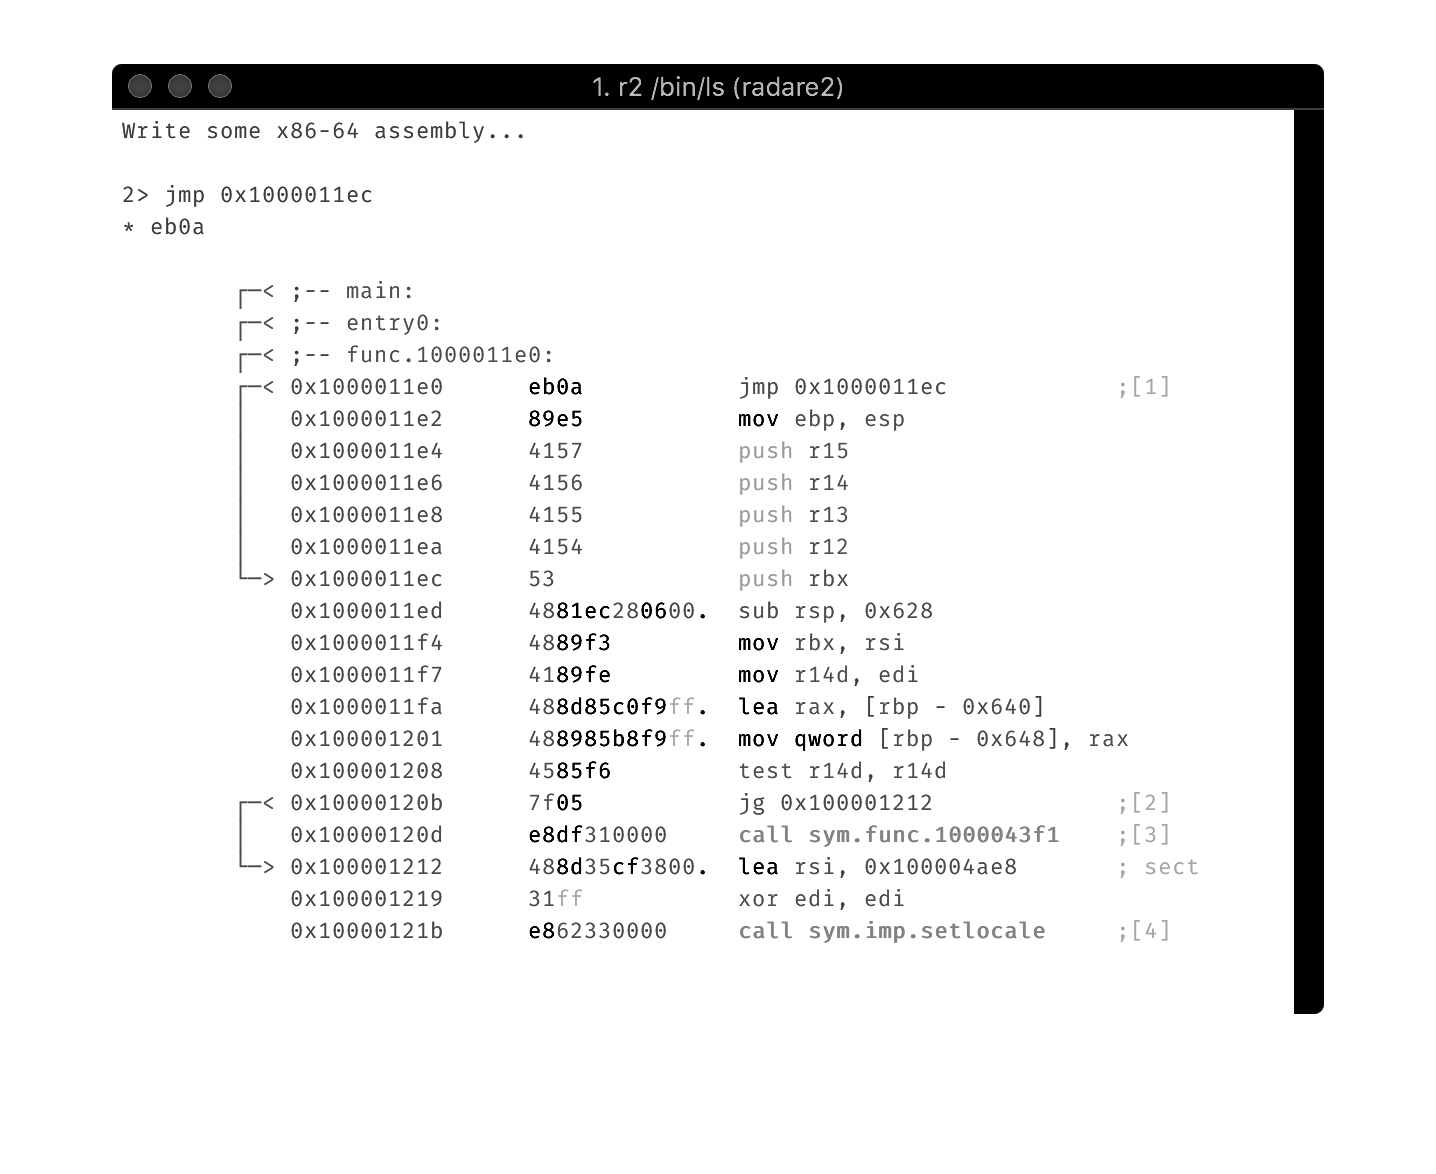 1. r2 /bin/ls (radare2)
Write some x86-64 assembly...
2> jmp 0x1000011ec
* eb0a
┌─< ;-- main:
┌─< ;-- entry0:
┌─< ;-- func.1000011e0:
┌─< 0x1000011e0 eb0a jmp 0x1000011ec ;[1]
│ 0x1000011e2 89e5 mov ebp, esp
│ 0x1000011e4 4157 push r15
│ 0x1000011e6 4156 push r14
│ 0x1000011e8 4155 push r13
│ 0x1000011ea 4154 push r12
└─> 0x1000011ec 53 push rbx
0x1000011ed 4881ec280600. sub rsp, 0x628
0x1000011f4 4889f3 mov rbx, rsi
0x1000011f7 4189fe mov r14d, edi
0x1000011fa 488d85c0f9ff. lea rax, [rbp - 0x640]
0x100001201 488985b8f9ff. mov qword [rbp - 0x648], rax
0x100001208 4585f6 test r14d, r14d
┌─< 0x10000120b 7f05 jg 0x100001212 ;[2]
│ 0x10000120d e8df310000 call sym.func.1000043f1 ;[3]
└─> 0x100001212 488d35cf3800. lea rsi, 0x100004ae8 ; sect
0x100001219 31ff xor edi, edi
0x10000121b e862330000 call sym.imp.setlocale ;[4]